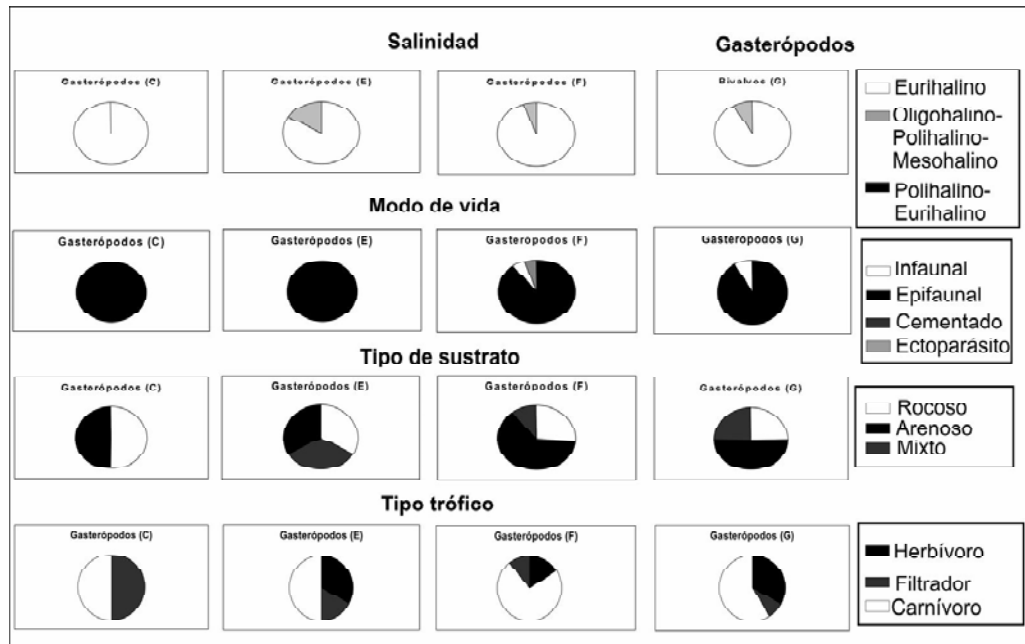 Salinidad
Gasterópodos
Gasterópodos (C)
Gasterópodos (E)
Gasterópodos (F)
Bivalvos (G)
Eurihalino
Oligohalino-
Polihalino-
Mesohalino
Polihalino-
Eurihalino
Modo de vida
Gasterópodos (C)
Gasterópodos (E)
Gasterópodos (F)
Gasterópodos (G)
Infaunal
Epifaunal
Cementado
Ectoparásito
Tipo de sustrato
Gasterópodos (C)
Gasterópodos (E)
Gasterópodos (F)
Gasterópodos (G)
Rocoso
Arenoso
Mixto
Tipo trófico
Gasterópodos (C)
Gasterópodos (E)
Gasterópodos (F)
Gasterópodos (G)
Herbívoro
Filtrador
Carnívoro